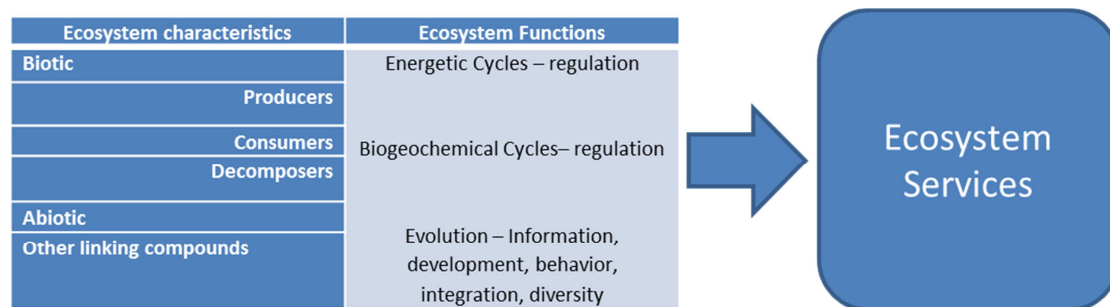 Ecosystem characteristics
Ecosystem Functions
Biotic
Energetic Cycles – regulation
Producers
Consumers
Biogeochemical Cycles– regulation
Decomposers
Abiotic
Other linking compounds
Evolution – Information,
development, behavior,
integration, diversity
Ecosystem
Services